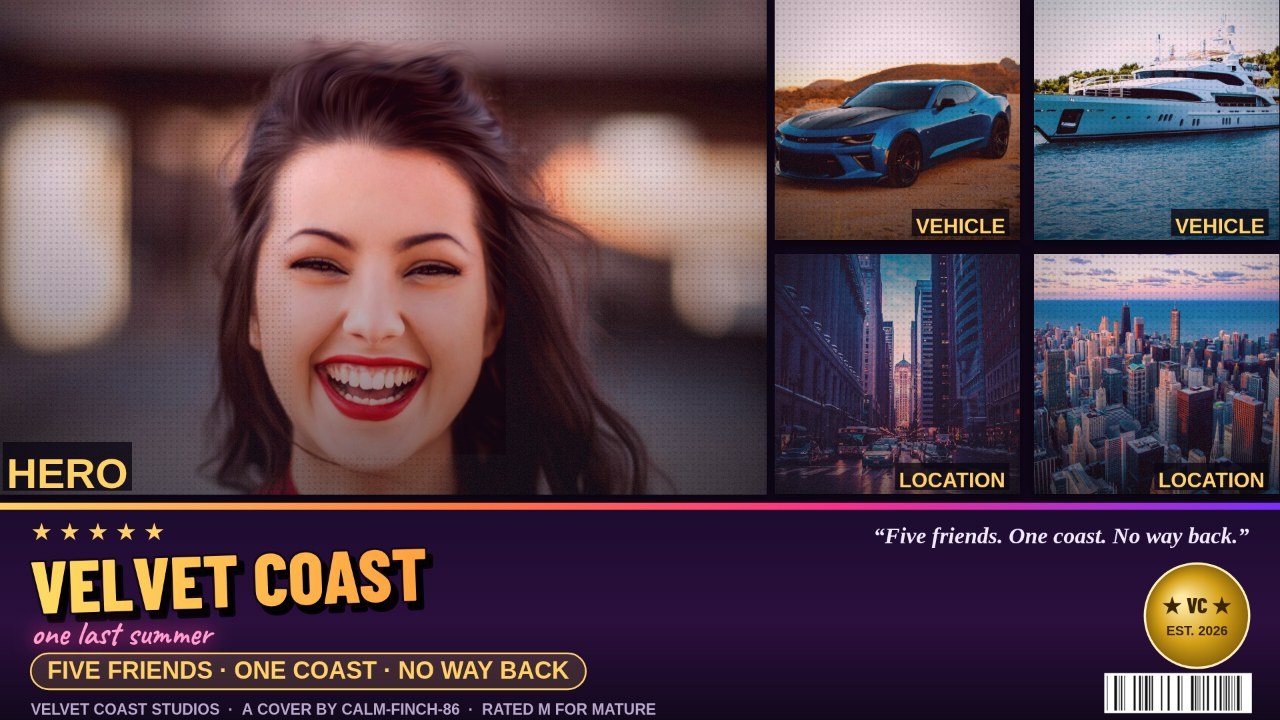 VEHICLE
VEHICLE
HERO
LOCATION
LOCATION
★ ★ ★ ★ ★
VELVET COAST
one last summer
FIVE FRIENDS · ONE COAST · NO WAY BACK
VELVET COAST STUDIOS · A COVER BY CALM-FINCH-86 · RATED M FOR MATURE
“Five friends. One coast. No way back.”
★ VC ★
EST. 2026